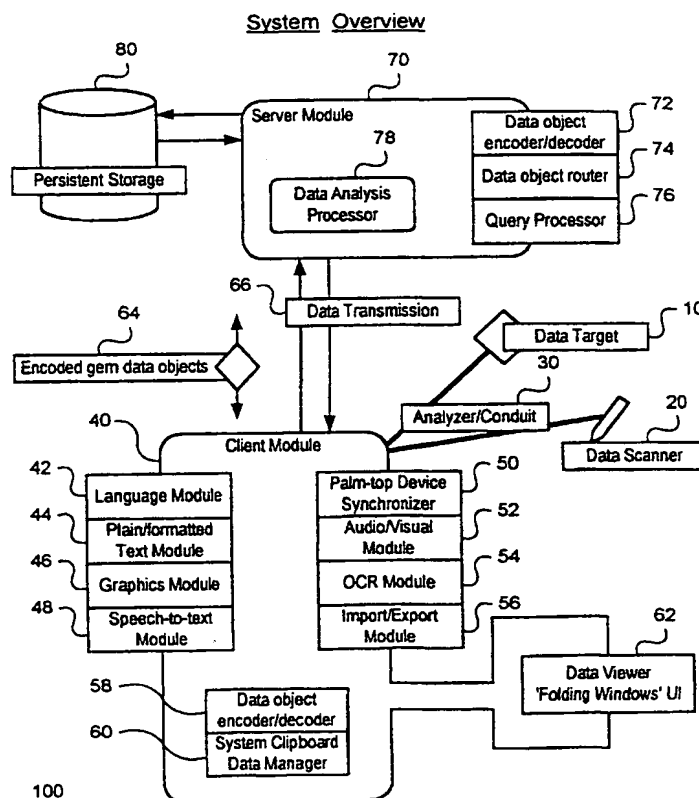 System Overview
80
70
Server Module
72
Data object
encoder/decoder
74
Data object router
76
Query Processor
78
Data Analysis
Processor
Persistent Storage
66
Data Transmission
64
Encoded gem data objects
10
Data Target
30
Analyzer/Conduit
20
Data Scanner
40
Client Module
42
Language Module
44
Plain/formatted
Text Module
46
Graphics Module
48
Speech-to-text
Module
50
Palm-top Device
Synchronizer
52
Audio/Visual
Module
54
OCR Module
56
Import/Export
Module
62
Data Viewer
'Folding Windows' UI
58
Data object
encoder/decoder
60
System Clipboard
Data Manager
100